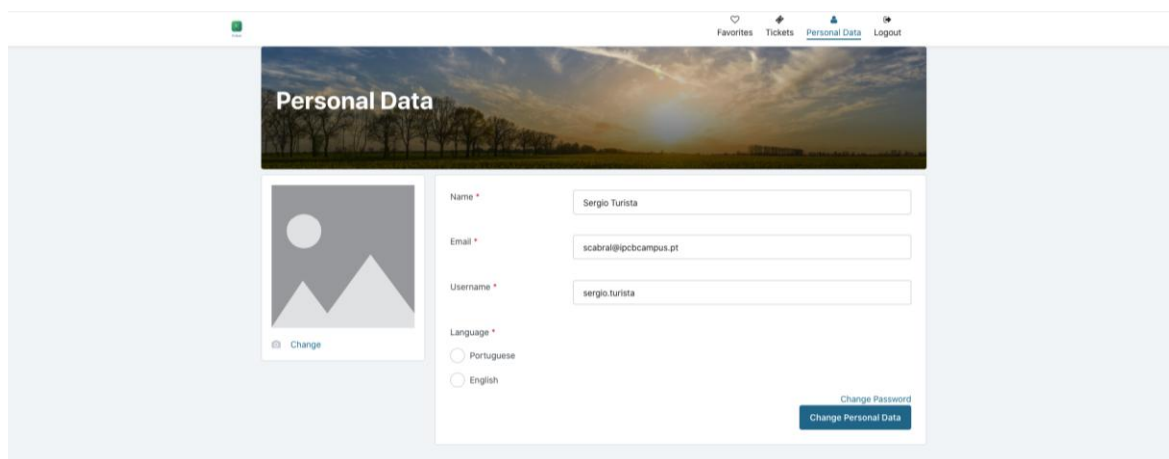 Favorites Tickets Personal Data Logout
Personal Data
Name *
Sergio Turista
Email *
scabral@ipcbcampus.pt
Username *
sergio.turista
Language *
Portuguese
English
Change
Change Password
Change Personal Data